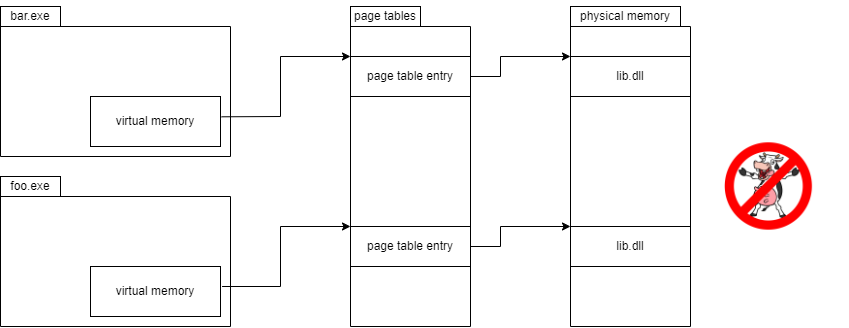 bar.exe
page tables
physical memory
page table entry
lib.dll
virtual memory
foo.exe
page table entry
lib.dll
virtual memory